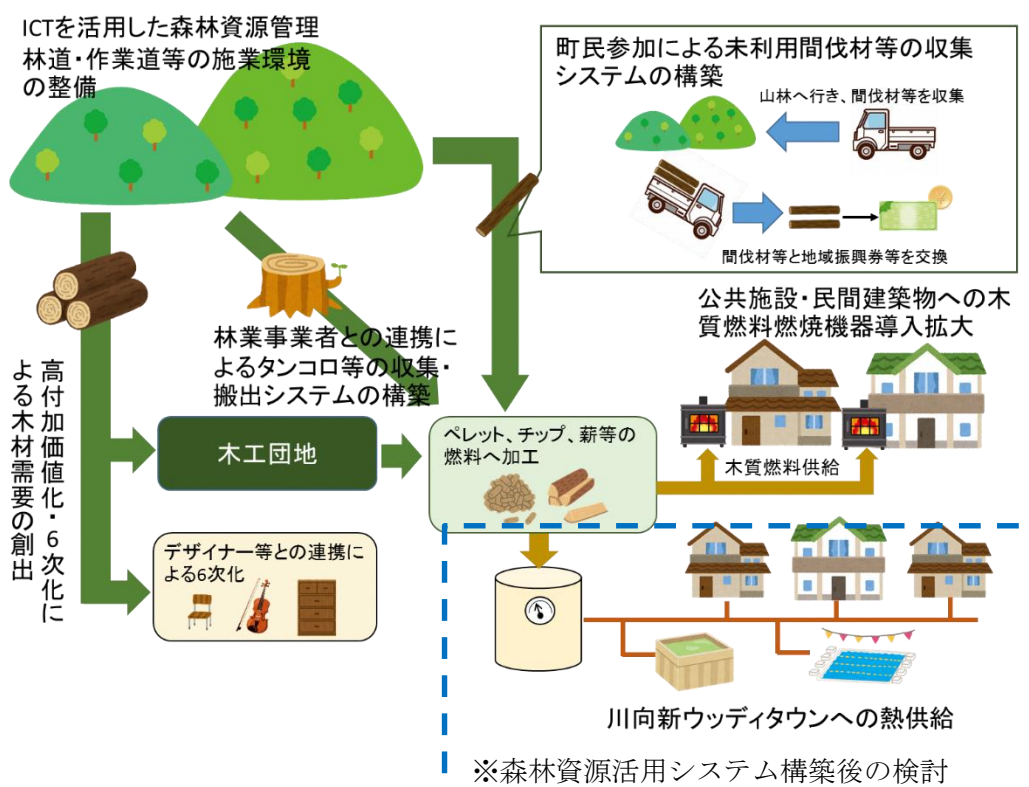 ICTを活用した森林資源管理
林道・作業道等の施業環境
の整備
町民参加による未利用間伐材等の収集
システムの構築
山林へ行き、間伐材等を収集
間伐材等と地域振興券等を交換
林業事業者との連携に
よるタンコロ等の収集・
搬出システムの構築
公共施設・民間建築物への木
質燃料燃焼機器導入拡大
高付加価値化・6次化に
よる木材需要の創出
木工団地
ペレット、チップ、薪等の
燃料へ加工
木質燃料供給
デザイナー等との連携に
よる6次化
川向新ウッディタウンへの熱供給
※森林資源活用システム構築後の検討